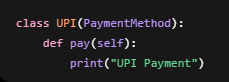 class UPI(PaymentMethod):
    def pay(self):
        print("UPI Payment")